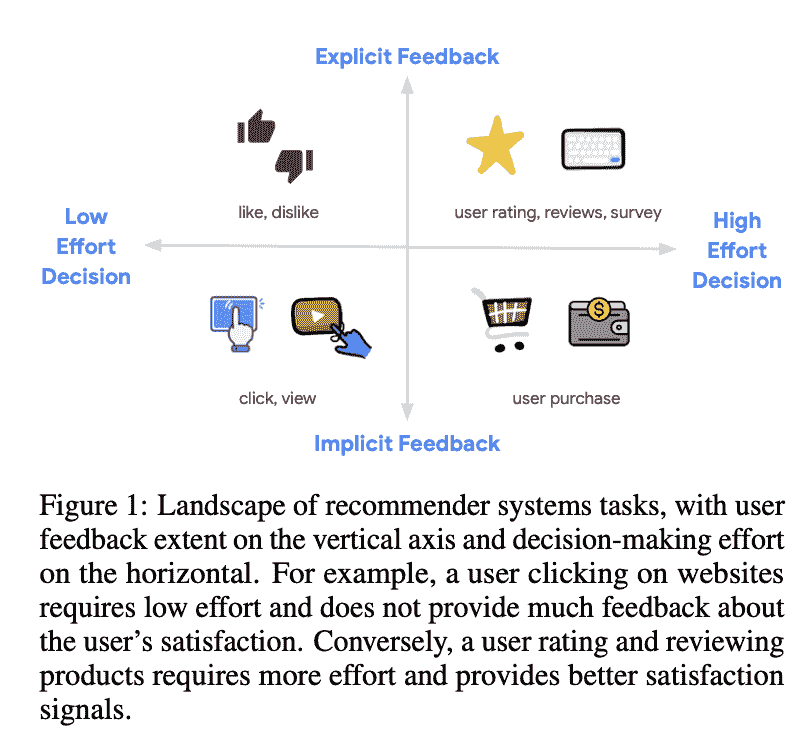 Explicit Feedback
like, dislike
user rating, reviews, survey
Low
Effort
Decision
High
Effort
Decision
click, view
user purchase
Implicit Feedback
Figure 1: Landscape of recommender systems tasks, with user
feedback extent on the vertical axis and decision-making effort
on the horizontal. For example, a user clicking on websites
requires low effort and does not provide much feedback about
the user's satisfaction. Conversely, a user rating and reviewing
products requires more effort and provides better satisfaction
signals.